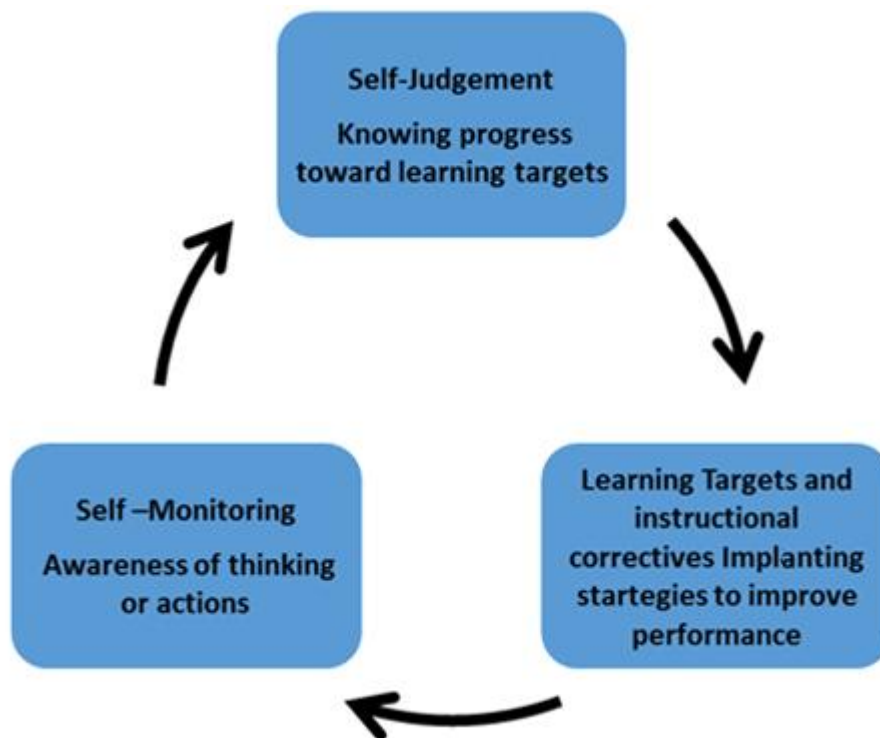 Self-Judgement
Knowing progress
toward learning targets
Self –Monitoring
Awareness of thinking
or actions
Learning Targets and
instructional
correctives Implanting
startegies to improve
performance